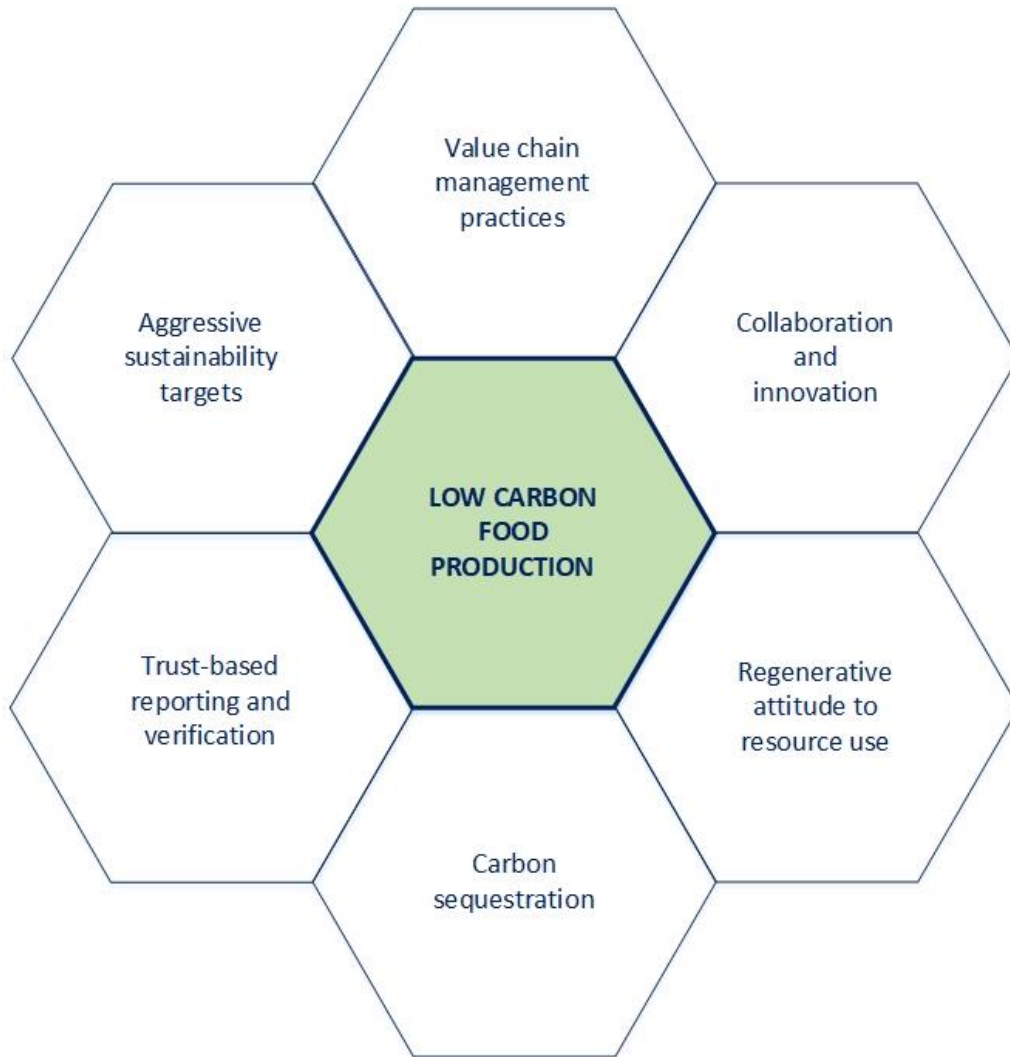 Value chain
management
practices
Aggressive
sustainability
targets
Collaboration
and
innovation
LOW CARBON
FOOD
PRODUCTION
Trust-based
reporting and
verification
Regenerative
attitude to
resource use
Carbon
sequestration